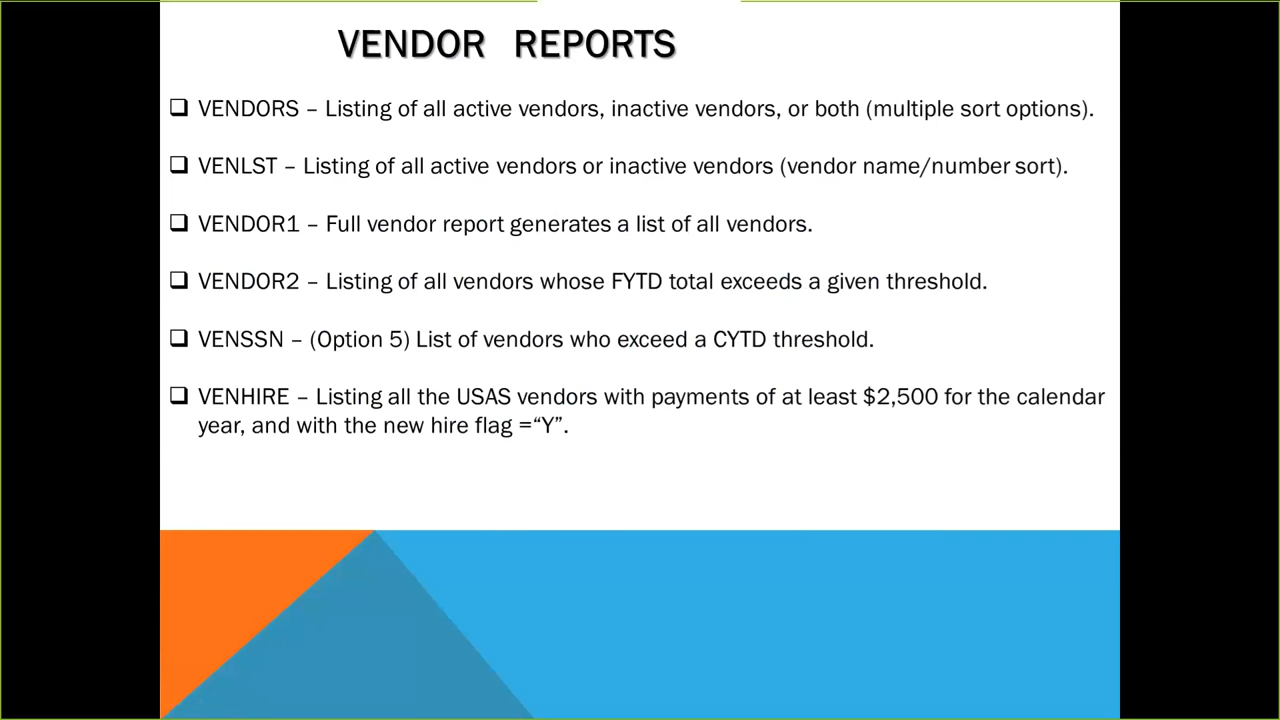 VENDOR REPORTS
VENDORS – Listing of all active vendors, inactive vendors, or both (multiple sort options).
VENLST – Listing of all active vendors or inactive vendors (vendor name/number sort).
VENDOR1 – Full vendor report generates a list of all vendors.
VENDOR2 – Listing of all vendors whose FYTD total exceeds a given threshold.
VENSSN – (Option 5) List of vendors who exceed a CYTD threshold.
VENHIRE – Listing all the USAS vendors with payments of at least $2,500 for the calendar
year, and with the new hire flag =“Y”.